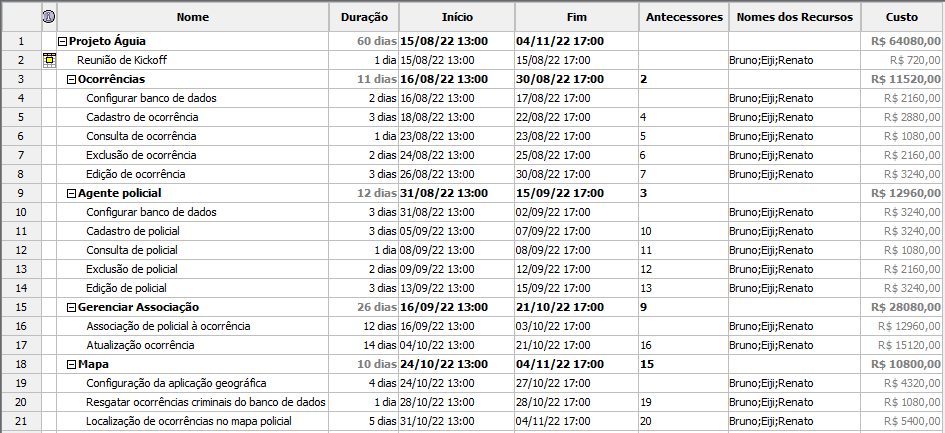 Nome Duração Início Fim Antecessores Nomes dos Recursos Custo
1 Projeto Águia 60 dias 15/08/22 13:00 04/11/22 17:00 R$ 64080,00
2 Reunião de Kickoff 1 dia 15/08/22 13:00 15/08/22 17:00 Bruno;Eiji;Renato R$ 720,00
3 Ocorrências 11 dias 16/08/22 13:00 30/08/22 17:00 2 R$ 11520,00
4 Configurar banco de dados 2 dias 16/08/22 13:00 17/08/22 17:00 Bruno;Eiji;Renato R$ 2160,00
5 Cadastro de ocorrência 3 dias 18/08/22 13:00 22/08/22 17:00 4 Bruno;Eiji;Renato R$ 2880,00
6 Consulta de ocorrência 1 dia 23/08/22 13:00 23/08/22 17:00 5 Bruno;Eiji;Renato R$ 1080,00
7 Exclusão de ocorrência 2 dias 24/08/22 13:00 25/08/22 17:00 6 Bruno;Eiji;Renato R$ 2160,00
8 Edição de ocorrência 3 dias 26/08/22 13:00 30/08/22 17:00 7 Bruno;Eiji;Renato R$ 3240,00
9 Agente policial 12 dias 31/08/22 13:00 15/09/22 17:00 3 R$ 12960,00
10 Configurar banco de dados 3 dias 31/08/22 13:00 02/09/22 17:00 Bruno;Eiji;Renato R$ 3240,00
11 Cadastro de policial 3 dias 05/09/22 13:00 07/09/22 17:00 10 Bruno;Eiji;Renato R$ 3240,00
12 Consulta de policial 1 dia 08/09/22 13:00 08/09/22 17:00 11 Bruno;Eiji;Renato R$ 1080,00
13 Exclusão de policial 2 dias 09/09/22 13:00 12/09/22 17:00 12 Bruno;Eiji;Renato R$ 2160,00
14 Edição de policial 3 dias 13/09/22 13:00 15/09/22 17:00 13 Bruno;Eiji;Renato R$ 3240,00
15 Gerenciar Associação 26 dias 16/09/22 13:00 21/10/22 17:00 9 R$ 28080,00
16 Associação de policial à ocorrência 12 dias 16/09/22 13:00 03/10/22 17:00 Bruno;Eiji;Renato R$ 12960,00
17 Atualização ocorrência 14 dias 04/10/22 13:00 21/10/22 17:00 16 Bruno;Eiji;Renato R$ 15120,00
18 Mapa 10 dias 24/10/22 13:00 04/11/22 17:00 15 R$ 10800,00
19 Configuração da aplicação geográfica 4 dias 24/10/22 13:00 27/10/22 17:00 Bruno;Eiji;Renato R$ 4320,00
20 Resgatar ocorrências criminais do banco de dados 1 dia 28/10/22 13:00 28/10/22 17:00 19 Bruno;Eiji;Renato R$ 1080,00
21 Localização de ocorrências no mapa policial 5 dias 31/10/22 13:00 04/11/22 17:00 20 Bruno;Eiji;Renato R$ 5400,00